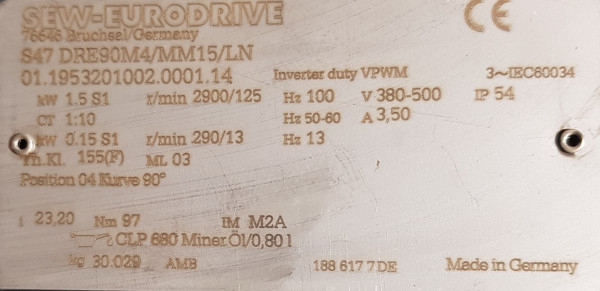 SEW-EURODRIVE CE
76646 Bruchsal/Germany
S47 DRE90M4/MM15/LN
01.1953201002.0001.14 Inverter duty VPWM 3~IEC60034
kW 1.5 S1 r/min 2900/125 Hz 100 V 380-500 IP 54
CT 1:10 Hz 50-60 A 3,50
kW 0.15 S1 r/min 290/13 Hz 13
Th.Kl. 155(F) ML 03
Position 04 Kurve 90°
i 23,20 Nm 97 IM M2A
CLP 680 Miner.Öl/0,80 l
kg 30.029 AMB 188 617 7 DE Made in Germany